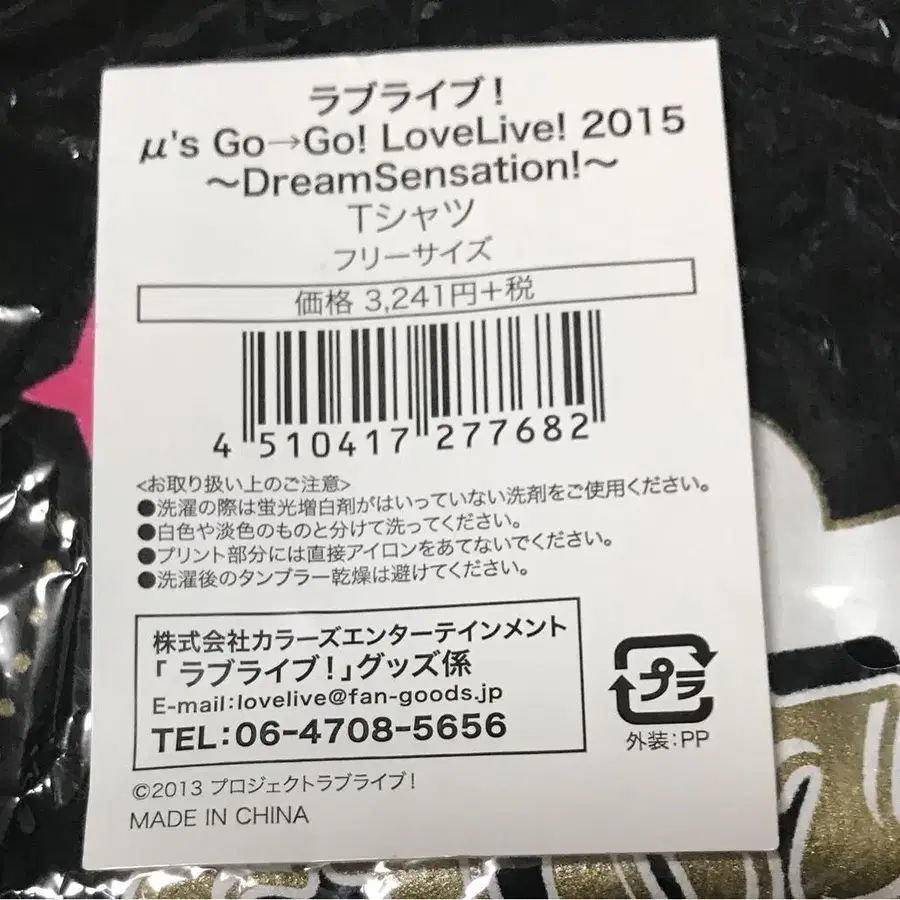 ラブライブ!
μ's Go→Go! LoveLive! 2015
～DreamSensation!～
Tシャツ
フリーサイズ
価格 3,241円+税
4 510417 277682
<お取り扱い上のご注意>
●洗濯の際は蛍光増白剤がはいっていない洗剤をご使用ください。
●白色や淡色のものと分けて洗ってください。
●プリント部分には直接アイロンをあてないでください。
●洗濯後のタンブラー乾燥は避けてください。
株式会社カラーズエンターテインメント
「 ラブライブ!」グッズ係
E-mail:lovelive@fan-goods.jp
TEL:06-4708-5656
プラ
外装:PP
©2013 プロジェクトラブライブ!
MADE IN CHINA